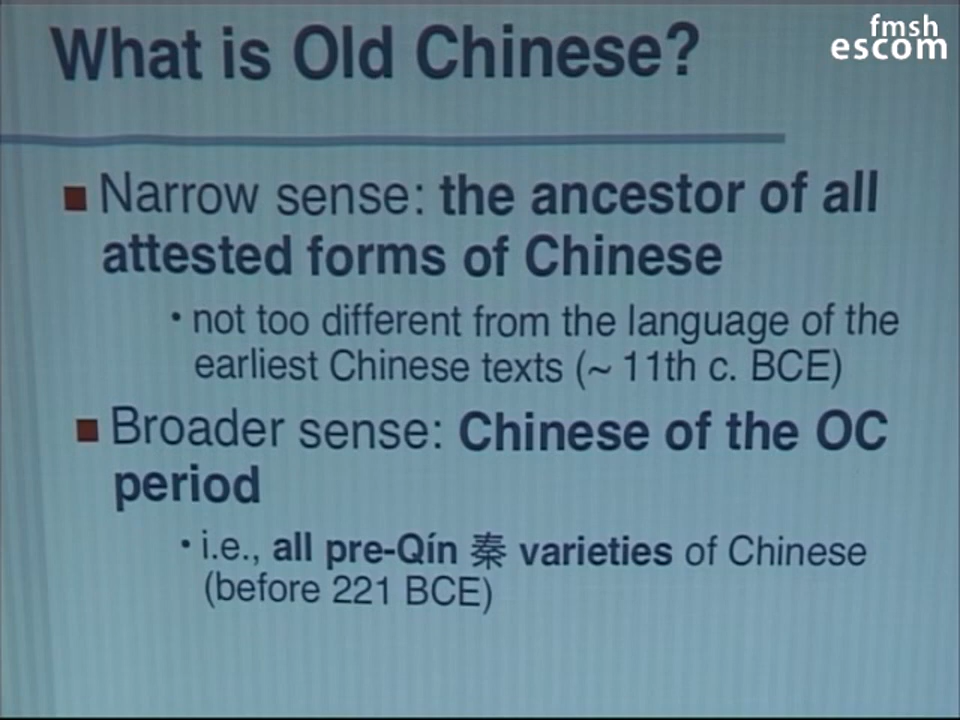 fmsh
escom
What is Old Chinese?
■ Narrow sense: the ancestor of all
attested forms of Chinese
• not too different from the language of the
earliest Chinese texts (~ 11th c. BCE)
■ Broader sense: Chinese of the OC
period
• i.e., all pre-Qín 秦 varieties of Chinese
(before 221 BCE)